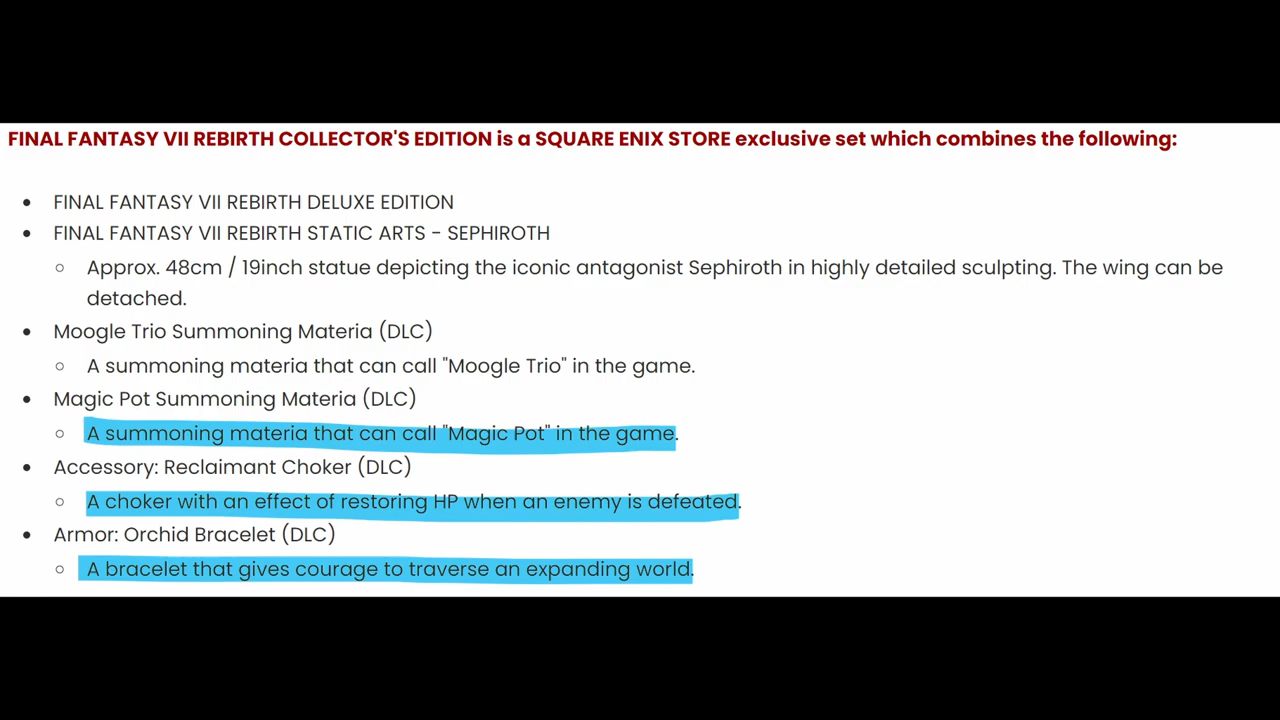 FINAL FANTASY VII REBIRTH COLLECTOR'S EDITION is a SQUARE ENIX STORE exclusive set which combines the following:
• FINAL FANTASY VII REBIRTH DELUXE EDITION
• FINAL FANTASY VII REBIRTH STATIC ARTS - SEPHIROTH
○ Approx. 48cm / 19inch statue depicting the iconic antagonist Sephiroth in highly detailed sculpting. The wing can be
detached.
• Moogle Trio Summoning Materia (DLC)
○ A summoning materia that can call "Moogle Trio" in the game.
• Magic Pot Summoning Materia (DLC)
○ A summoning materia that can call "Magic Pot" in the game.
• Accessory: Reclaimant Choker (DLC)
○ A choker with an effect of restoring HP when an enemy is defeated.
• Armor: Orchid Bracelet (DLC)
○ A bracelet that gives courage to traverse an expanding world.